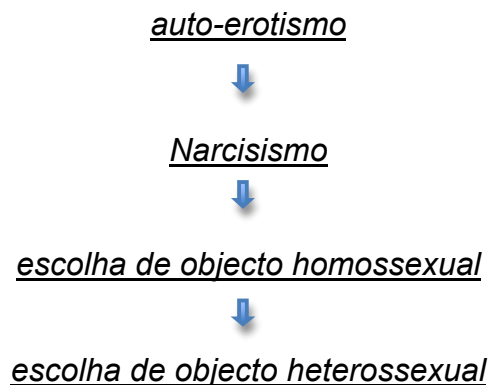 auto-erotismo
Narcisismo
escolha de objecto homossexual
escolha de objecto heterossexual